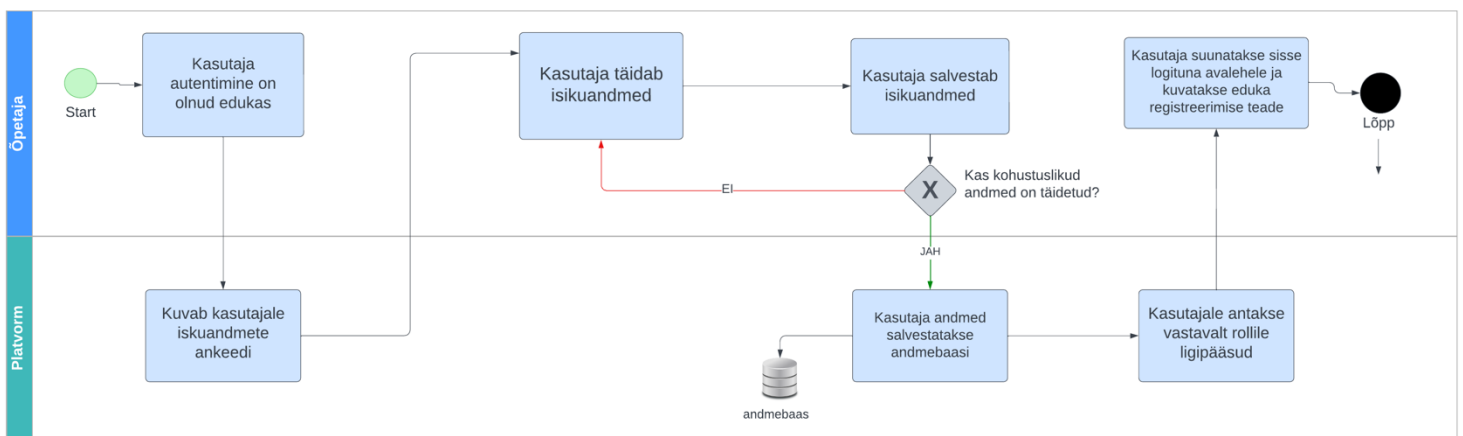 Õpetaja
Start
Kasutaja
autentimine on
olnud edukas
Kasutaja täidab
isikuandmed
Kasutaja salvestab
isikuandmed
Kasutaja suunatakse sisse
logituna avalehele ja
kuvatakse eduka
registreerimise teade
Lõpp
X
Kas kohustuslikud
andmed on täidetud?
EI
JAH
Platvorm
Kuvab kasutajale
iskuandmete
ankeedi
Kasutaja andmed
salvestatakse
andmebaasi
andmebaas
Kasutajale antakse
vastavalt rollile
ligipääsud